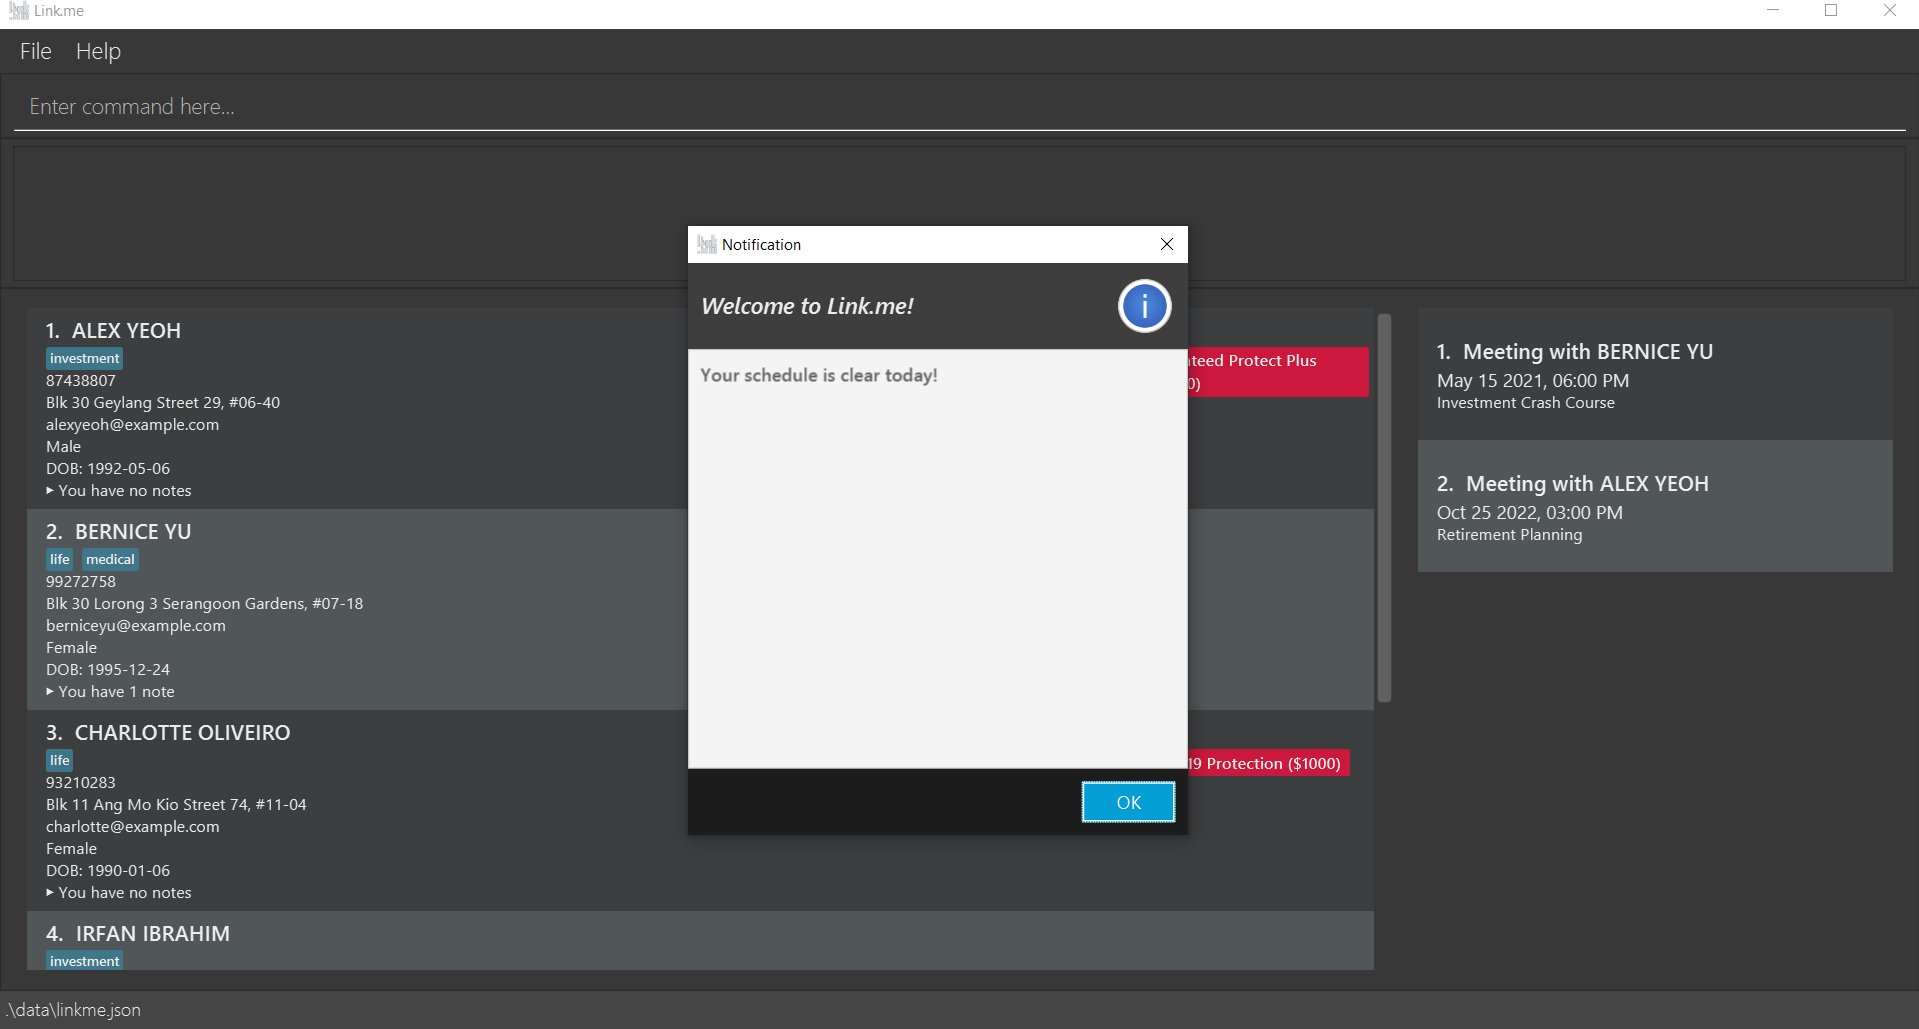 Link.me
File Help
Enter command here...
Notification
Welcome to Link.me!
Your schedule is clear today!
OK
1. ALEX YEOH
investment
87438807
Blk 30 Geylang Street 29, #06-40
alexyeoh@example.com
Male
DOB: 1992-05-06
You have no notes
Protect Plus
2. BERNICE YU
life medical
99272758
Blk 30 Lorong 3 Serangoon Gardens, #07-18
berniceyu@example.com
Female
DOB: 1995-12-24
You have 1 note
3. CHARLOTTE OLIVEIRO
life
93210283
Blk 11 Ang Mo Kio Street 74, #11-04
charlotte@example.com
Female
DOB: 1990-01-06
You have no notes
19 Protection ($1000)
4. IRFAN IBRAHIM
investment
1. Meeting with BERNICE YU
May 15 2021, 06:00 PM
Investment Crash Course
2. Meeting with ALEX YEOH
Oct 25 2022, 03:00 PM
Retirement Planning
.\data\linkme.json